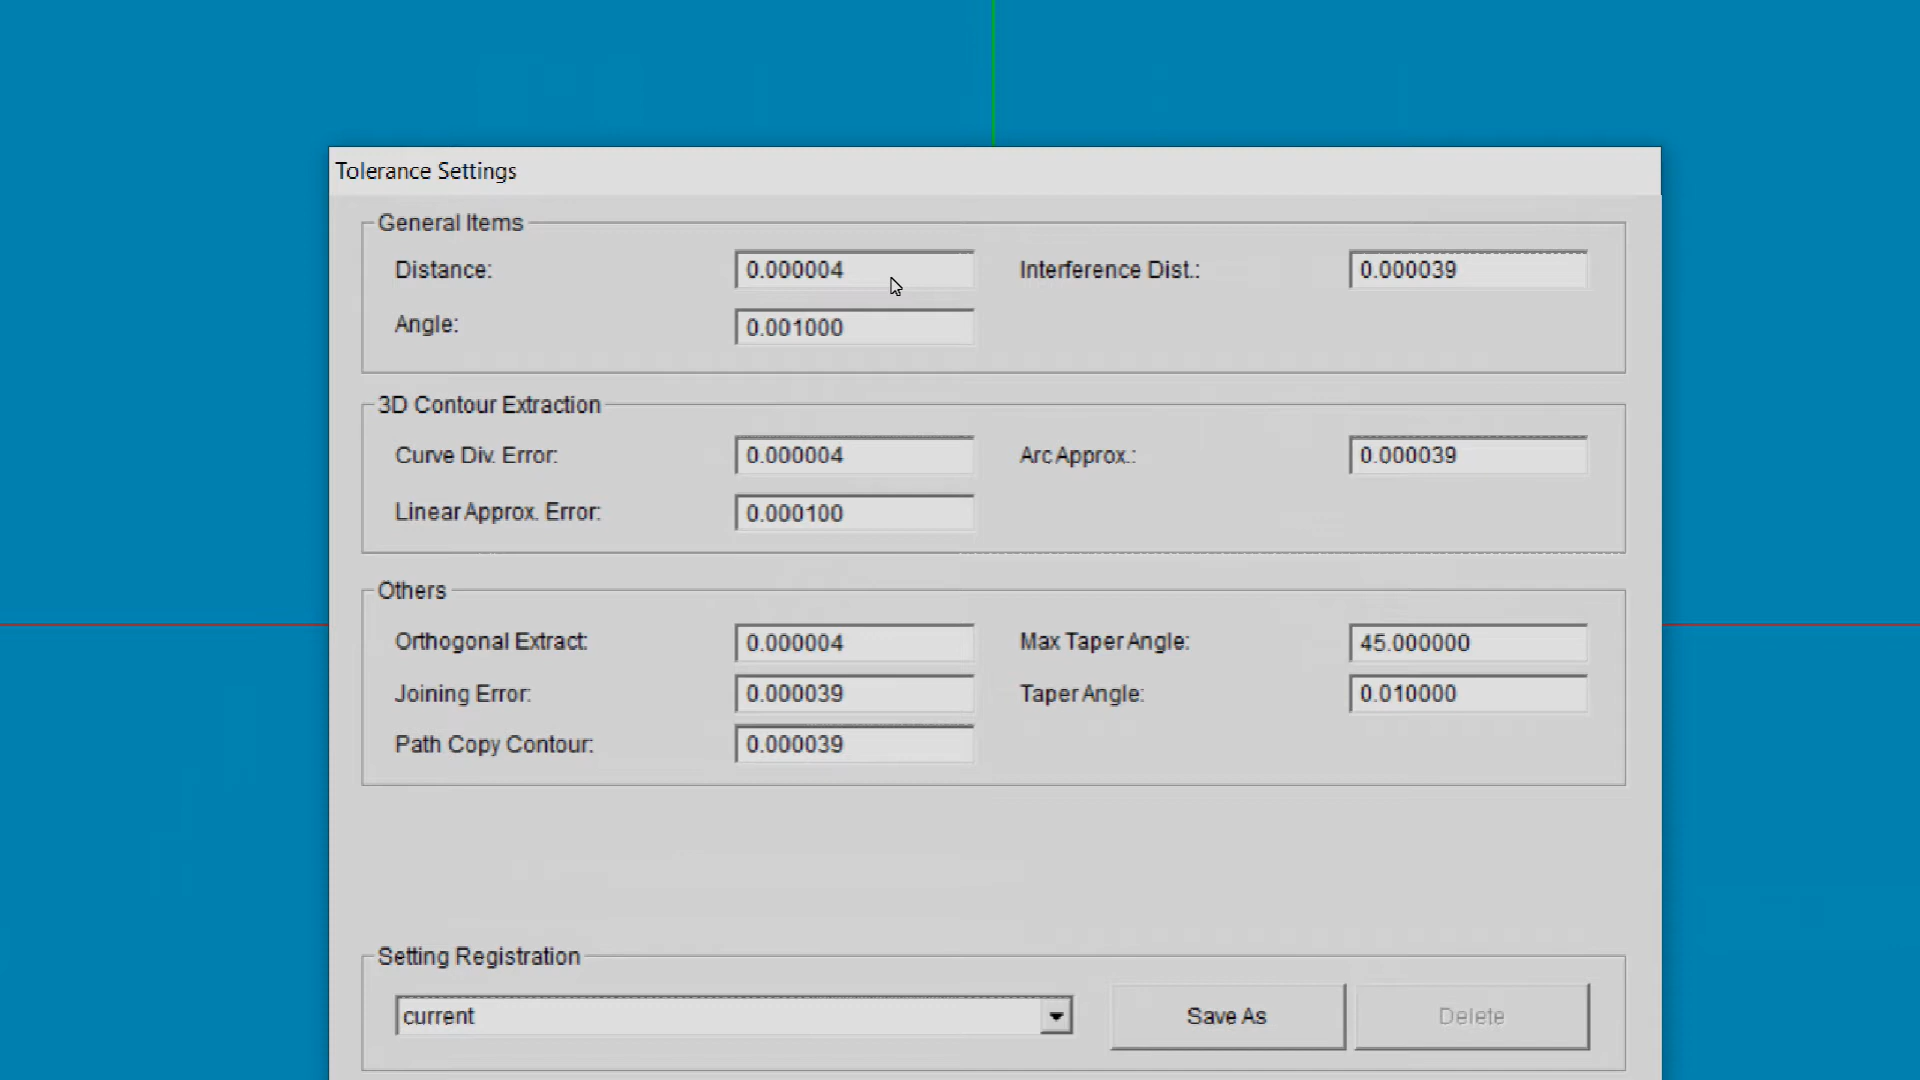 Tolerance Settings
General Items
Distance: 0.000004 Interference Dist.: 0.000039
Angle: 0.001000
3D Contour Extraction
Curve Div. Error: 0.000004 Arc Approx.: 0.000039
Linear Approx. Error: 0.000100
Others
Orthogonal Extract: 0.000004 Max Taper Angle: 45.000000
Joining Error: 0.000039 Taper Angle: 0.010000
Path Copy Contour: 0.000039
Setting Registration
current Save As Delete